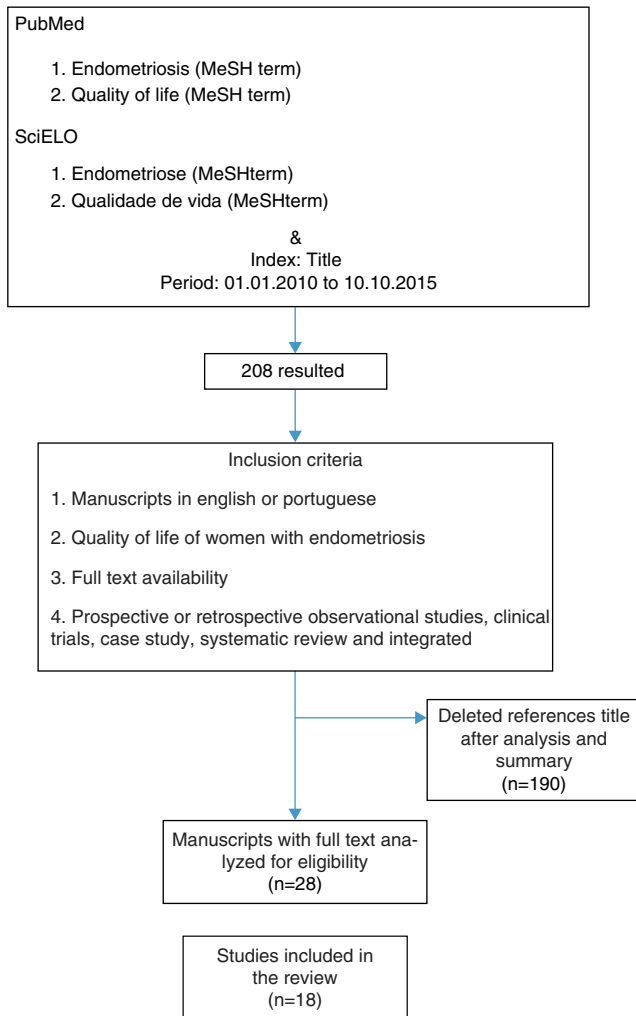 PubMed
1. Endometriosis (MeSH term)
2. Quality of life (MeSH term)
SciELO
1. Endometriose (MeSHterm)
2. Qualidade de vida (MeSHterm)
&
Index: Title
Period: 01.01.2010 to 10.10.2015
208 resulted
Inclusion criteria
1. Manuscripts in english or portuguese
2. Quality of life of women with endometriosis
3. Full text availability
4. Prospective or retrospective observational studies, clinical
trials, case study, systematic review and integrated
Deleted references title
after analysis and
summary
(n=190)
Manuscripts with full text ana-
lyzed for eligibility
(n=28)
Studies included in
the review
(n=18)